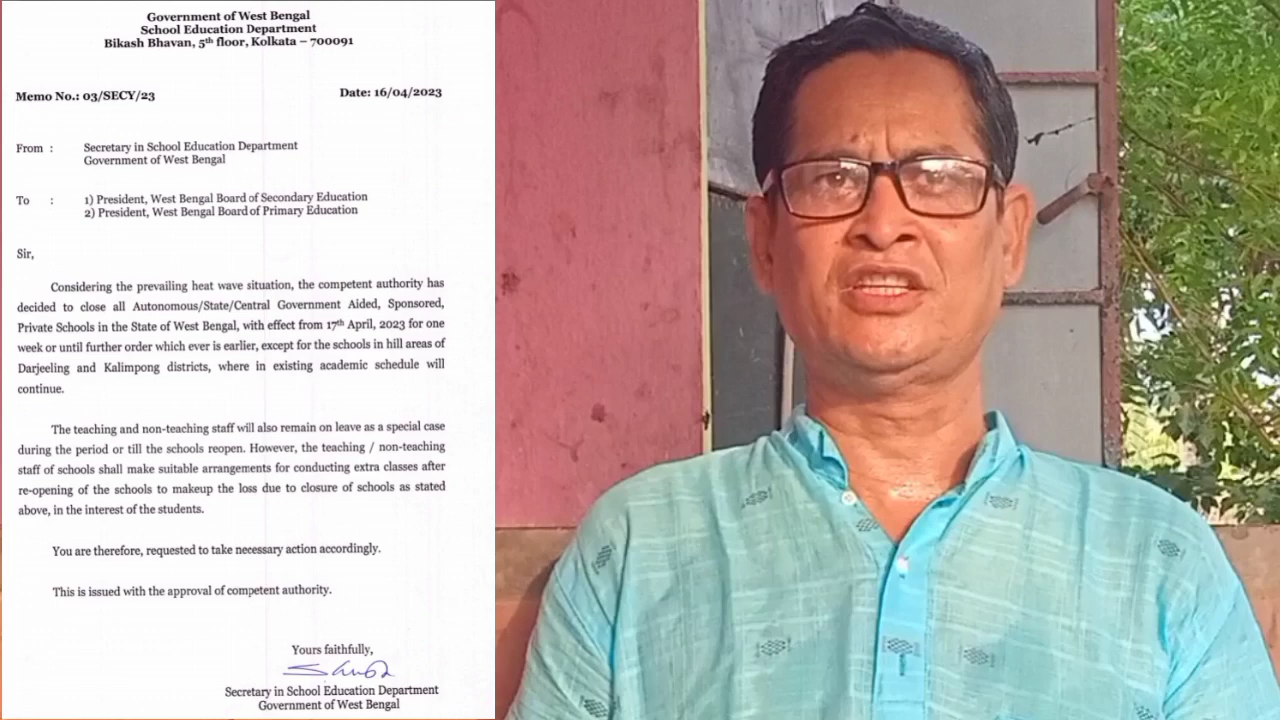 Government of West Bengal
School Education Department
Bikash Bhavan, 5th floor, Kolkata – 700091
Memo No.: 03/SECY/23 Date: 16/04/2023
From : Secretary in School Education Department
Government of West Bengal
To : 1) President, West Bengal Board of Secondary Education
2) President, West Bengal Board of Primary Education
Sir,
Considering the prevailing heat wave situation, the competent authority has
decided to close all Autonomous/State/Central Government Aided, Sponsored,
Private Schools in the State of West Bengal, with effect from 17th April, 2023 for one
week or until further order which ever is earlier, except for the schools in hill areas of
Darjeeling and Kalimpong districts, where in existing academic schedule will
continue.
The teaching and non-teaching staff will also remain on leave as a special case
during the period or till the schools reopen. However, the teaching / non-teaching
staff of schools shall make suitable arrangements for conducting extra classes after
re-opening of the schools to makeup the loss due to closure of schools as stated
above, in the interest of the students.
You are therefore, requested to take necessary action accordingly.
This is issued with the approval of competent authority.
Yours faithfully,
Secretary in School Education Department
Government of West Bengal